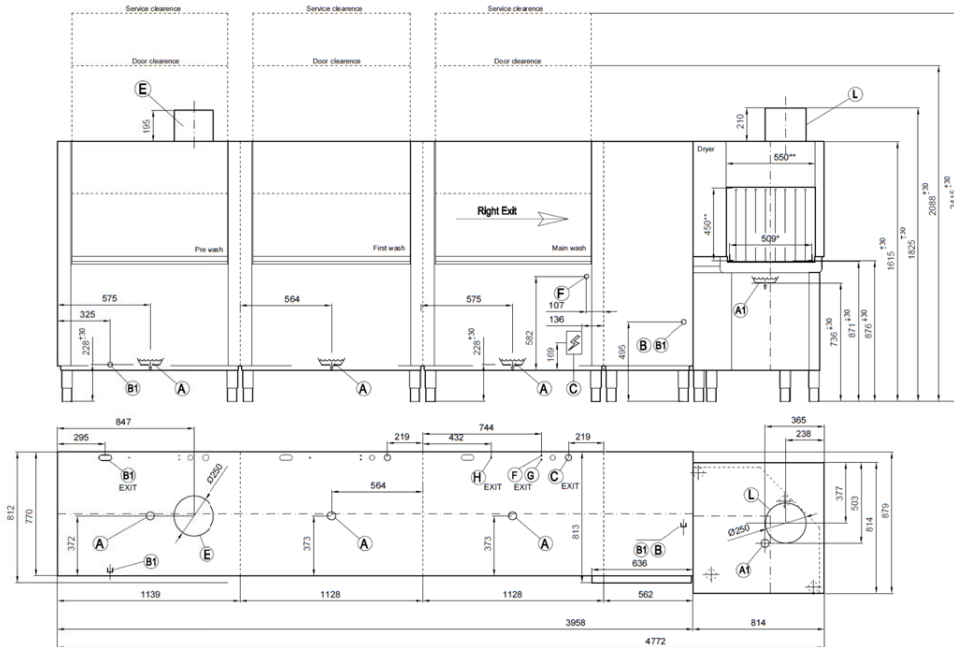 Service clearence
Service clearence
Service clearence
Door clearence
Door clearence
Door clearence
E
L
195
210
Dryer
550**
450**
509*
Right Exit
Pre wash
First wash
Main wash
575
564
575
F
107
136
325
228±30
582
228±30
169
495
B
B1
A1
736±30
871±30
876±30
1615±30
1825±30
2088±30
B1
A
A
A
C
847
744
365
295
219
432
219
238
B1
EXIT
Ø250
H
EXIT
F
G
EXIT
C
EXIT
564
812
770
372
373
373
813
377
503
814
879
L
Ø250
A
E
A
A
B1
B
A1
B1
636
1139
1128
1128
562
3958
814
4772